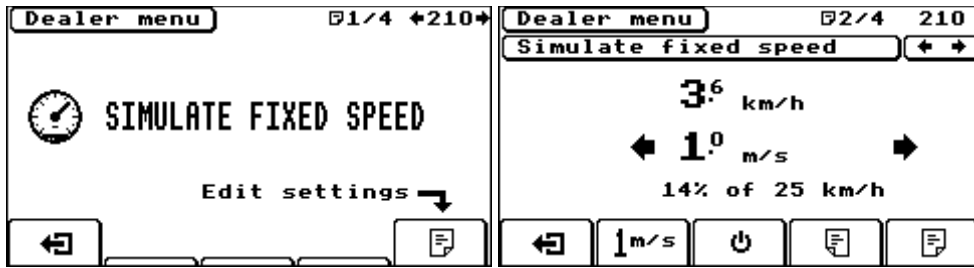 Dealer menu 1/4 210
SIMULATE FIXED SPEED
Edit settings
Dealer menu 2/4 210
Simulate fixed speed
3.6 km/h
1.0 m/s
14% of 25 km/h
1 m/s